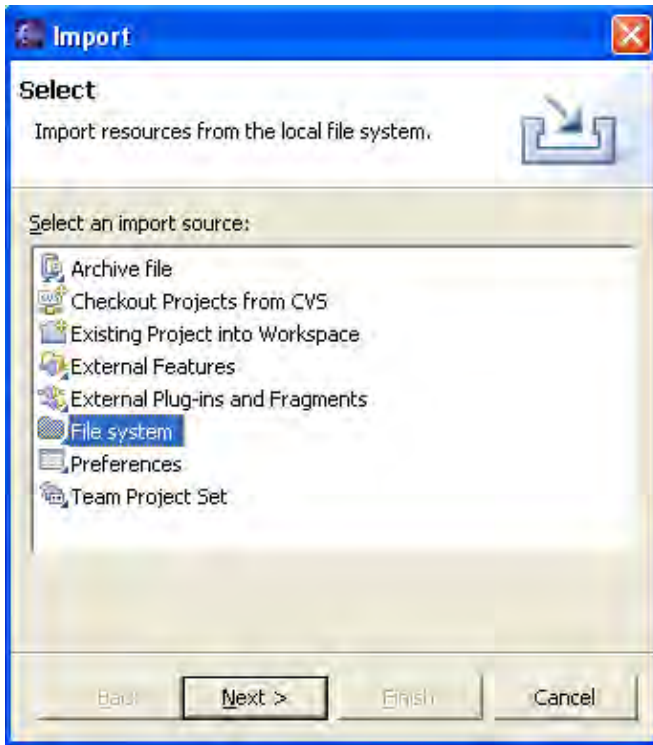 Import
Select
Import resources from the local file system.
Select an import source:
Archive file
Checkout Projects from CVS
Existing Project into Workspace
External Features
External Plug-ins and Fragments
File system
Preferences
Team Project Set
Back Next > Finish Cancel